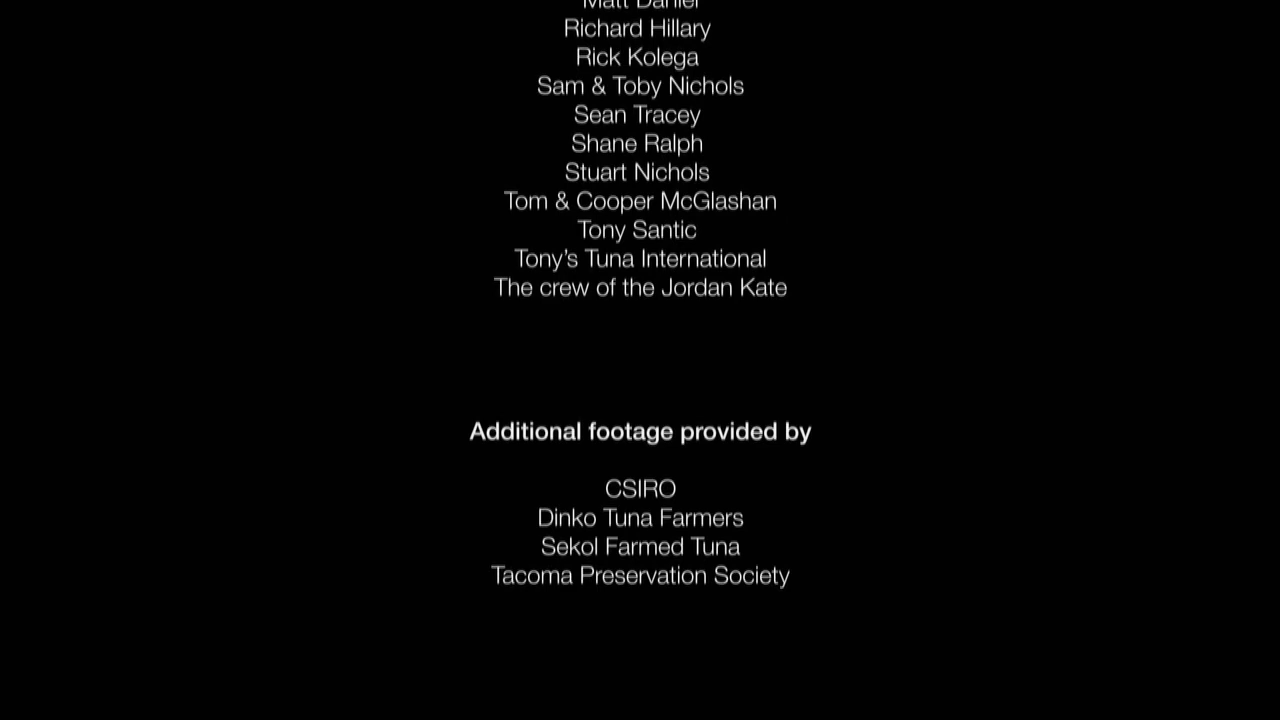 Matt Daniel
Richard Hillary
Rick Kolega
Sam & Toby Nichols
Sean Tracey
Shane Ralph
Stuart Nichols
Tom & Cooper McGlashan
Tony Santic
Tony's Tuna International
The crew of the Jordan Kate
Additional footage provided by
CSIRO
Dinko Tuna Farmers
Sekol Farmed Tuna
Tacoma Preservation Society